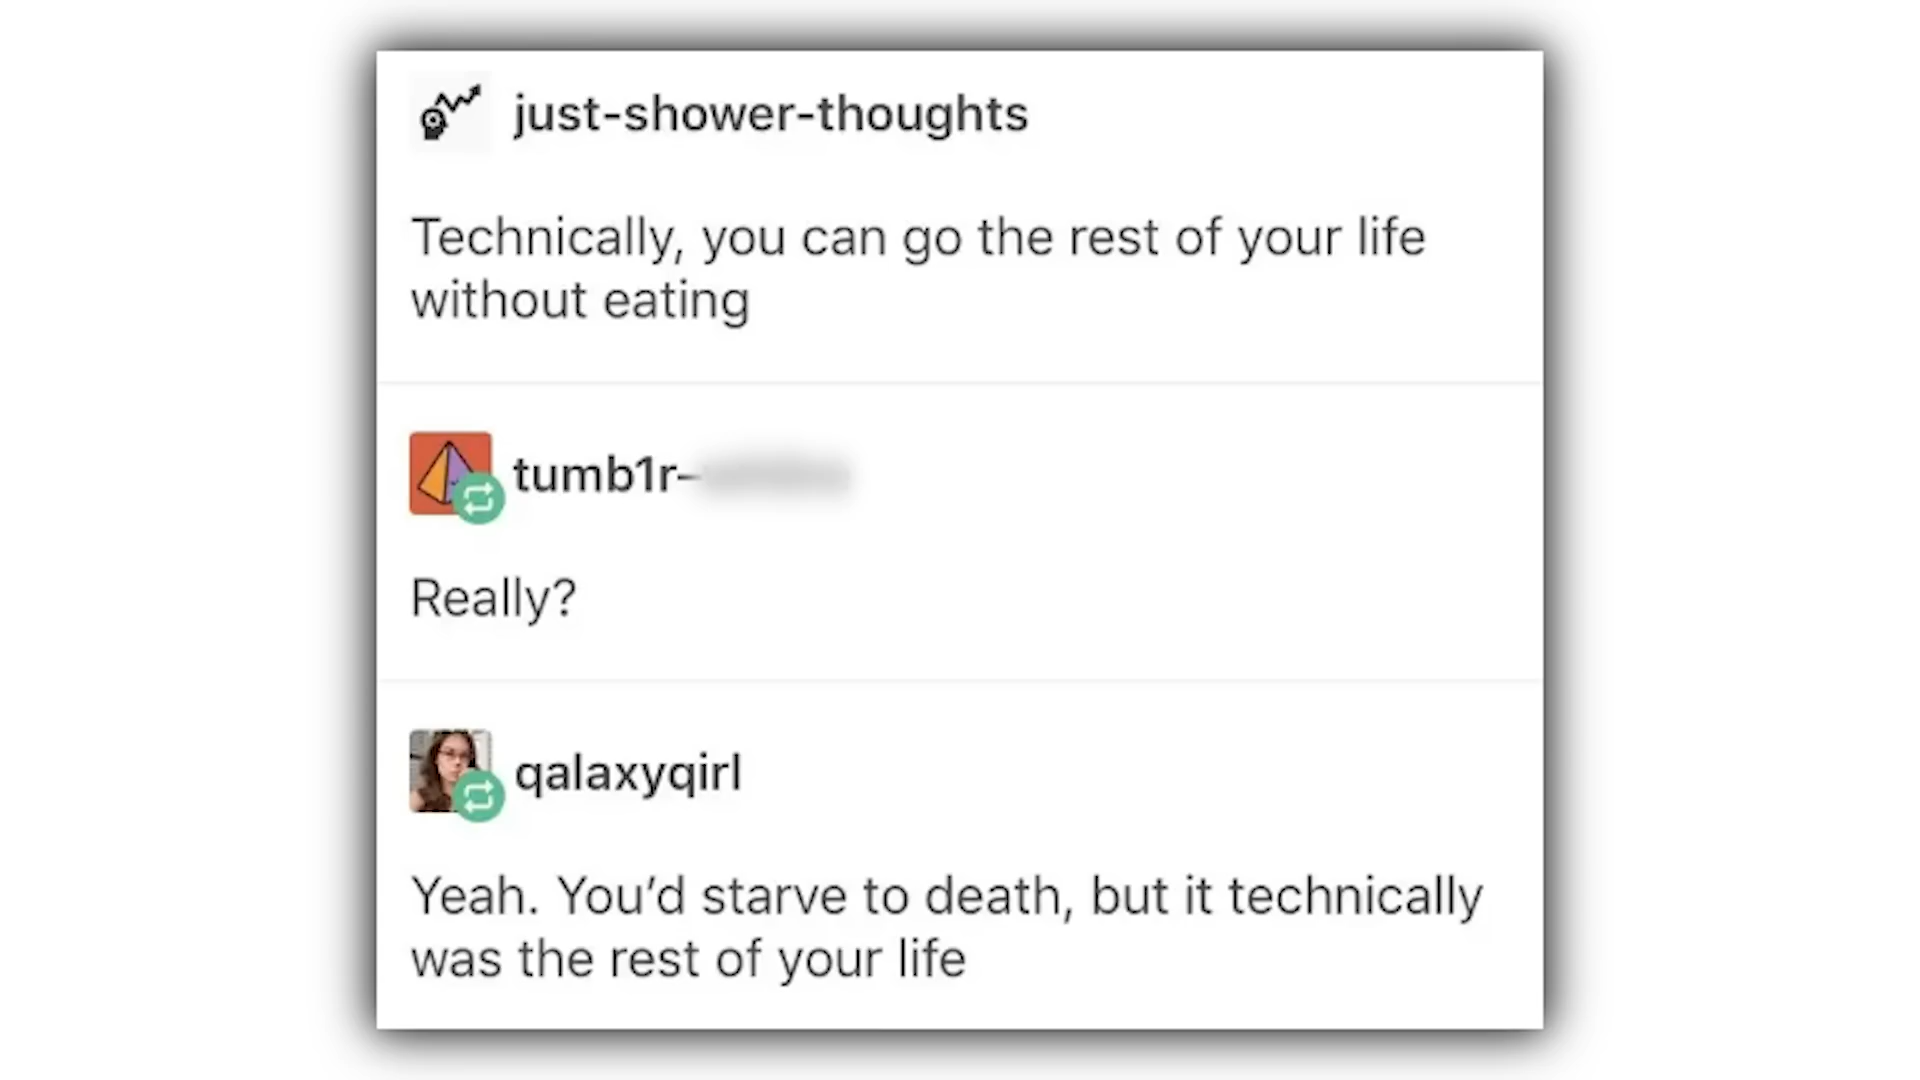 just-shower-thoughts
Technically, you can go the rest of your life
without eating
tumb1r-
Really?
qalaxyqirl
Yeah. You’d starve to death, but it technically
was the rest of your life